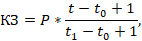 КЗ = P * (t − t₀ + 1) / (t₁ − t₀ + 1),